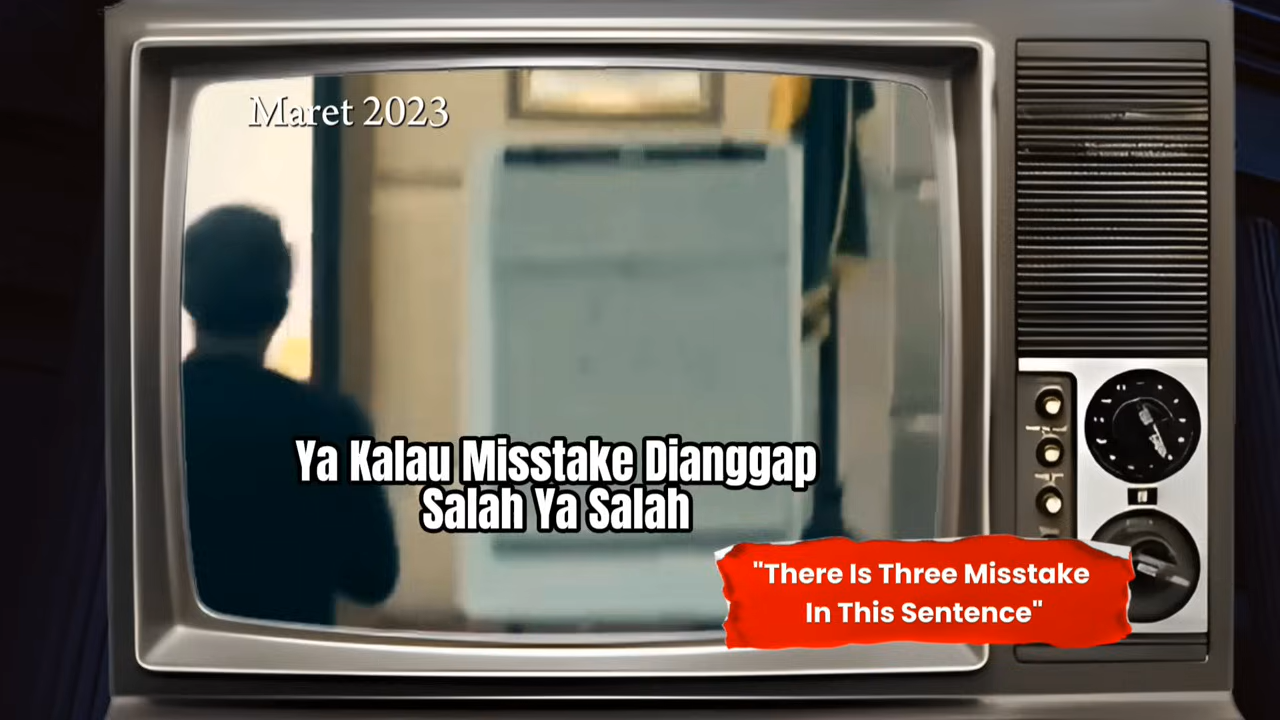 Maret 2023
Ya Kalau Misstake Dianggap
Salah Ya Salah
"There Is Three Misstake
In This Sentence"